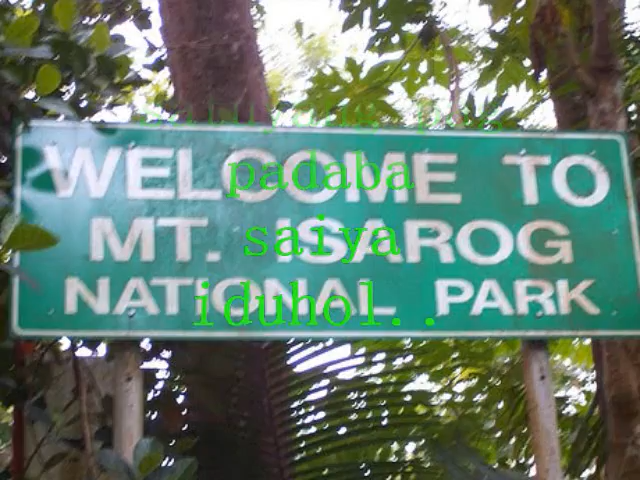 WELCOME TO
MT. ISAROG
NATIONAL PARK
padaba
saiya
iduhol..